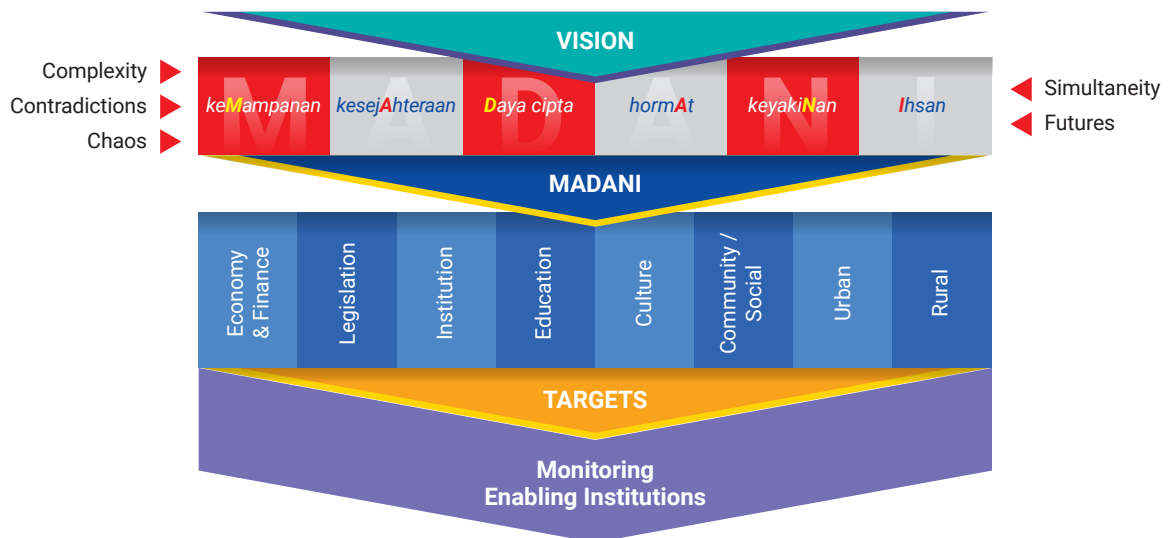 VISION
Complexity
Contradictions
Chaos
M A D A N I
keMampanan
kesejAhteraan
Daya cipta
hormAt
keyakiNan
Ihsan
Simultaneity
Futures
MADANI
Economy
& Finance
Legislation
Institution
Education
Culture
Community /
Social
Urban
Rural
TARGETS
Monitoring
Enabling Institutions